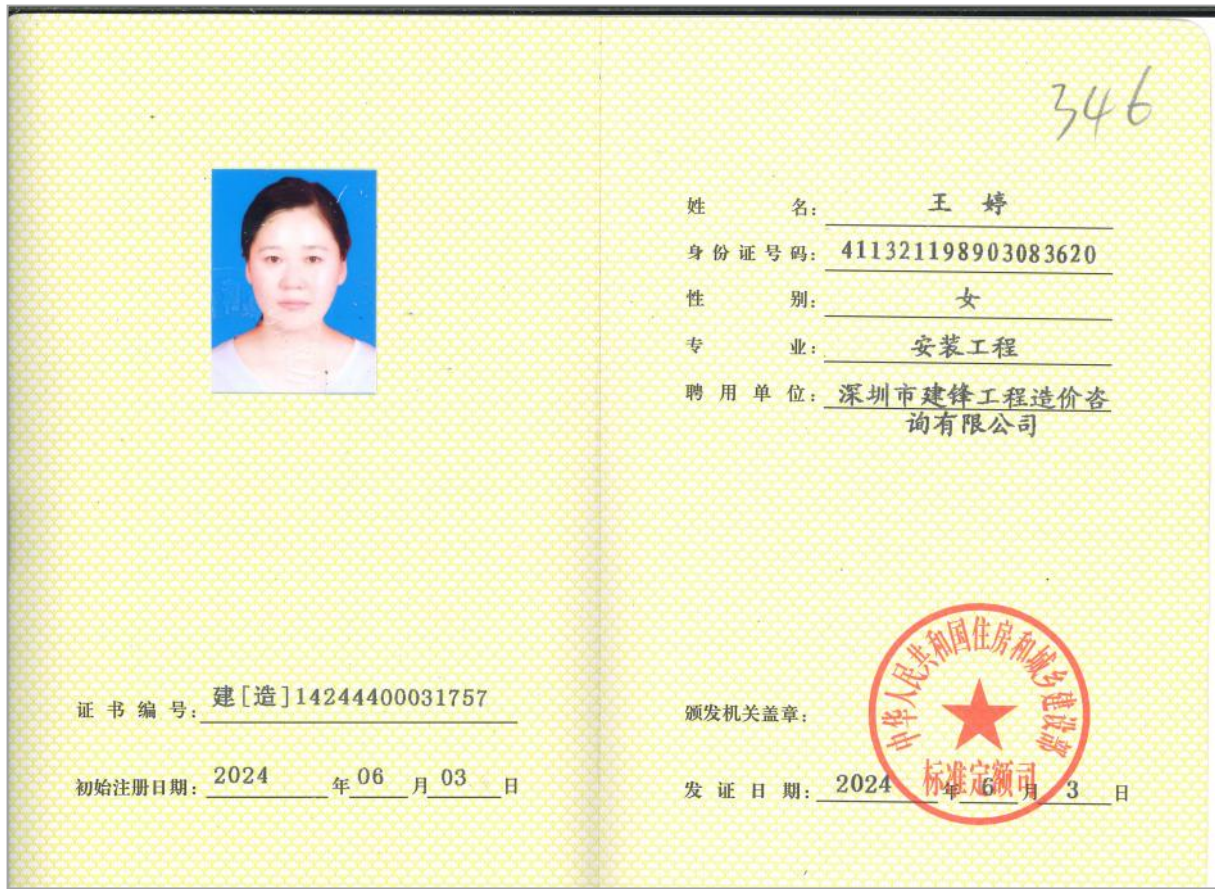 346
姓 名: 王 婷
身份证号码: 411321198903083620
性 别: 女
专 业: 安装工程
聘用单位: 深圳市建锋工程造价咨
询有限公司
证书编号: 建[造]14244400031757
初始注册日期: 2024 年 06 月 03 日
颁发机关盖章:
中华人民共和国住房和城乡建设部
标准定额司
发证日期: 2024 年 6 月 3 日